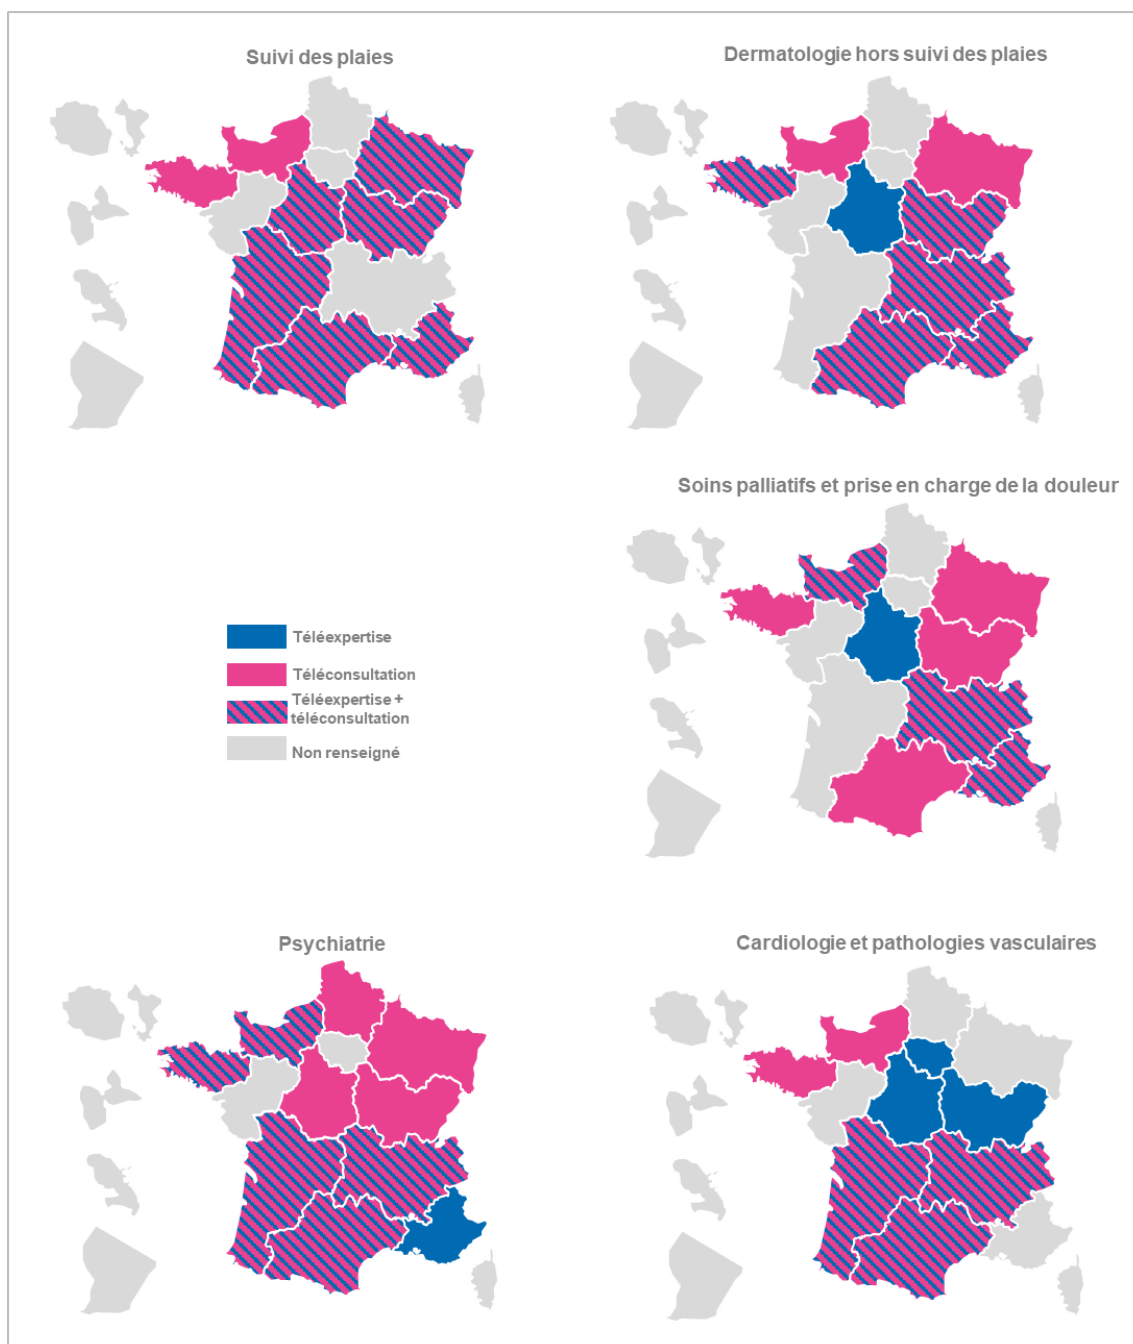 Suivi des plaies
Dermatologie hors suivi des plaies
Soins palliatifs et prise en charge de la douleur
Téléexpertise
Téléconsultation
Téléexpertise +
téléconsultation
Non renseigné
Psychiatrie
Cardiologie et pathologies vasculaires